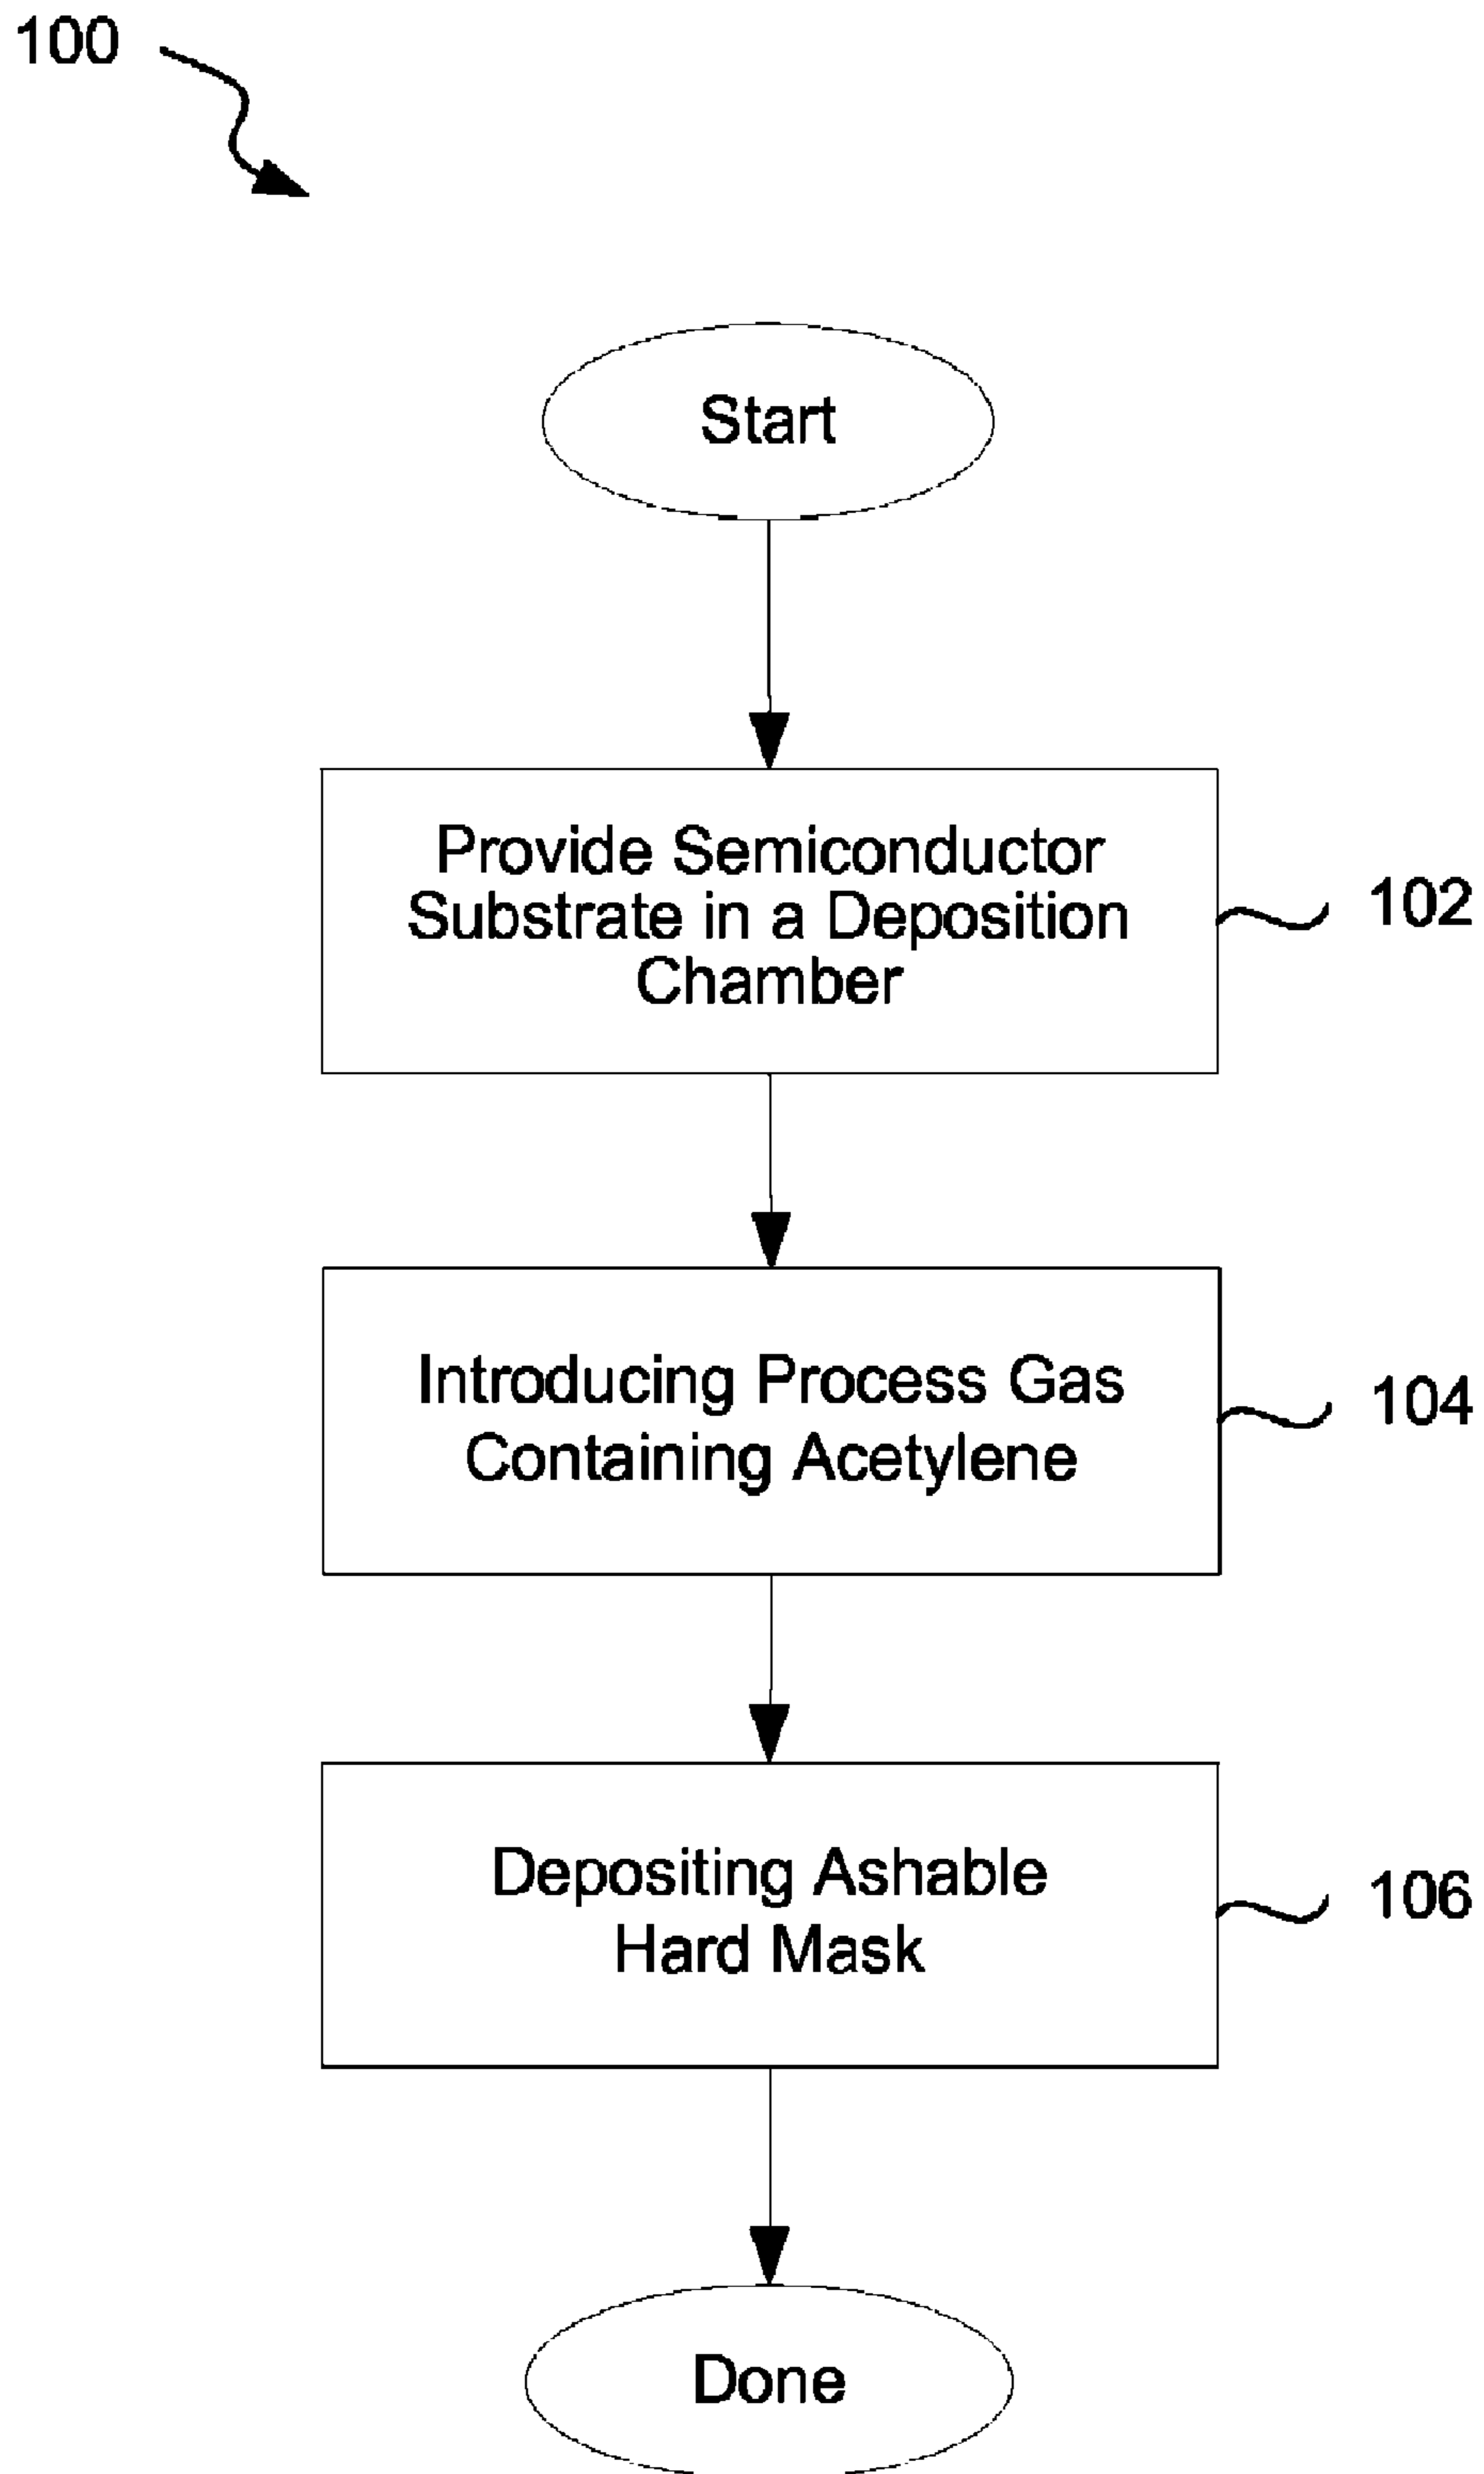 100
Start
Provide Semiconductor
Substrate in a Deposition
Chamber
102
Introducing Process Gas
Containing Acetylene
104
Depositing Ashable
Hard Mask
106
Done